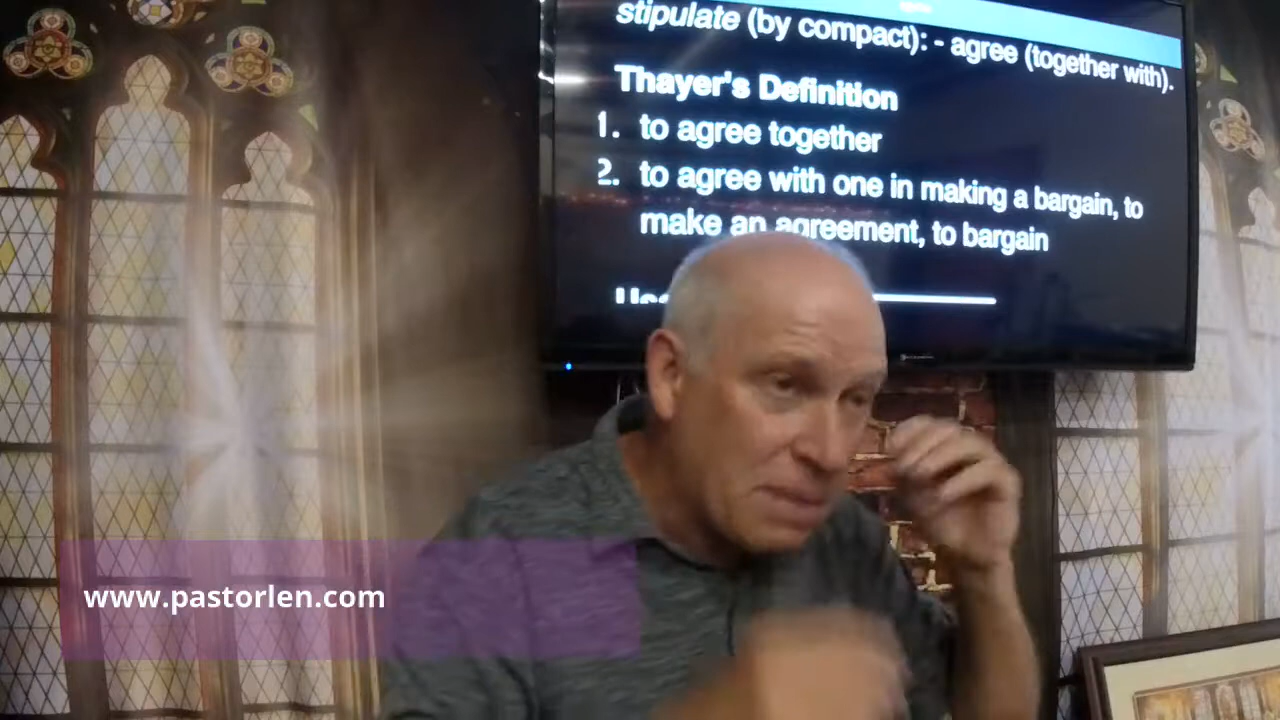 stipulate (by compact): - agree (together with).
Thayer's Definition
1. to agree together
2. to agree with one in making a bargain, to
make an agreement, to bargain
www.pastorlen.com